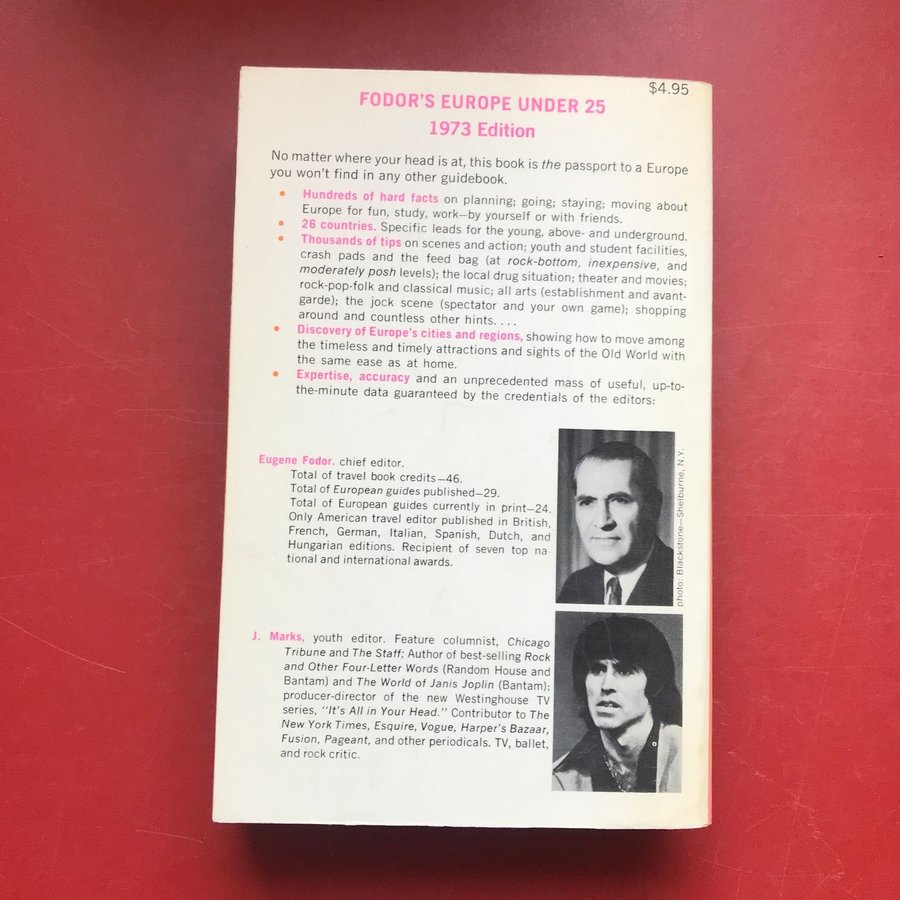 $4.95
FODOR'S EUROPE UNDER 25
1973 Edition
No matter where your head is at, this book is the passport to a Europe
you won't find in any other guidebook.
• Hundreds of hard facts on planning; going; staying; moving about
Europe for fun, study, work—by yourself or with friends.
• 26 countries. Specific leads for the young, above- and underground.
• Thousands of tips on scenes and action; youth and student facilities,
crash pads and the feed bag (at rock-bottom, inexpensive, and
moderately posh levels); the local drug situation; theater and movies;
rock-pop-folk and classical music; all arts (establishment and avant-
garde); the jock scene (spectator and your own game); shopping
around and countless other hints. . . .
• Discovery of Europe's cities and regions, showing how to move among
the timeless and timely attractions and sights of the Old World with
the same ease as at home.
• Expertise, accuracy and an unprecedented mass of useful, up-to-
the-minute data guaranteed by the credentials of the editors:
Eugene Fodor. chief editor.
Total of travel book credits—46.
Total of European guides published—29.
Total of European guides currently in print—24.
Only American travel editor published in British,
French, German, Italian, Spanish, Dutch, and
Hungarian editions. Recipient of seven top na-
tional and international awards.
photo: Blackstone—Shelburne, N.Y.
J. Marks, youth editor. Feature columnist, Chicago
Tribune and The Staff; Author of best-selling Rock
and Other Four-Letter Words (Random House and
Bantam) and The World of Janis Joplin (Bantam);
producer-director of the new Westinghouse TV
series, "It's All in Your Head." Contributor to The
New York Times, Esquire, Vogue, Harper's Bazaar,
Fusion, Pageant, and other periodicals. TV, ballet,
and rock critic.